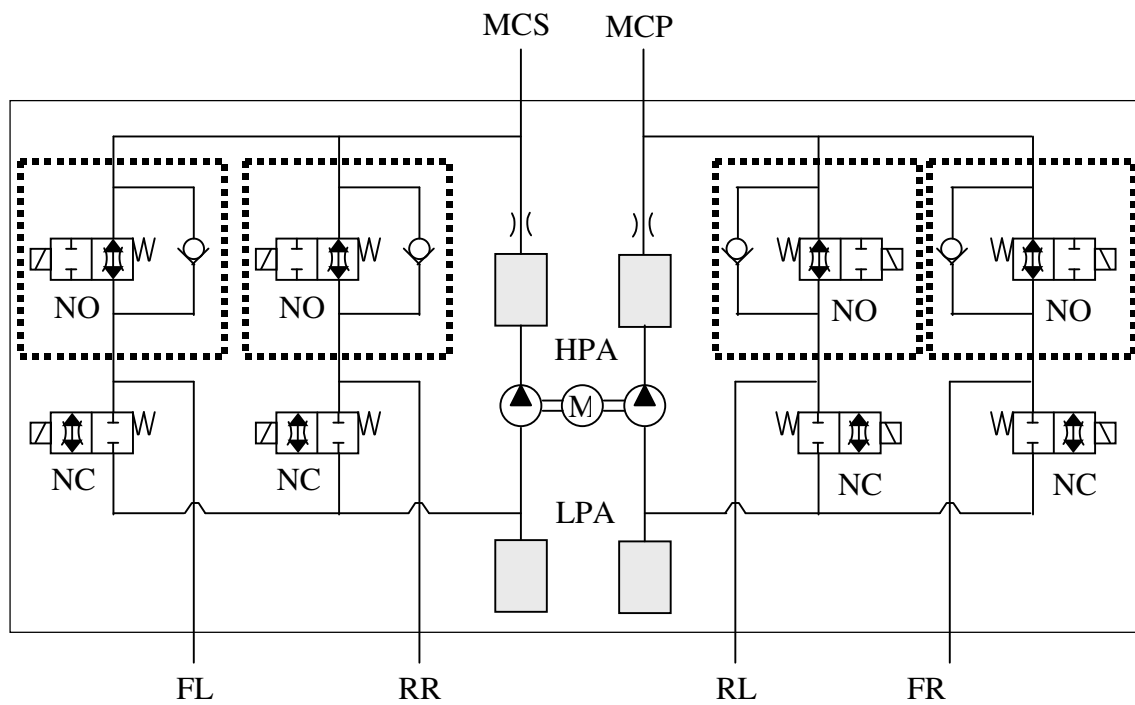 MCS MCP
NO NO NO NO
HPA
M
NC NC NC NC
LPA
FL RR RL FR